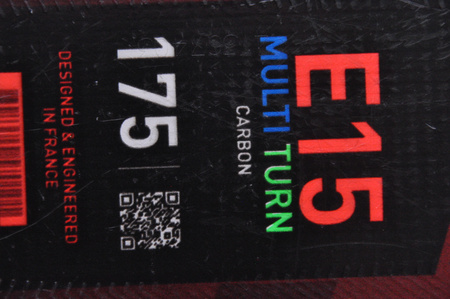 E15
MULTI TURN
CARBON
175
DESIGNED & ENGINEERED
IN FRANCE